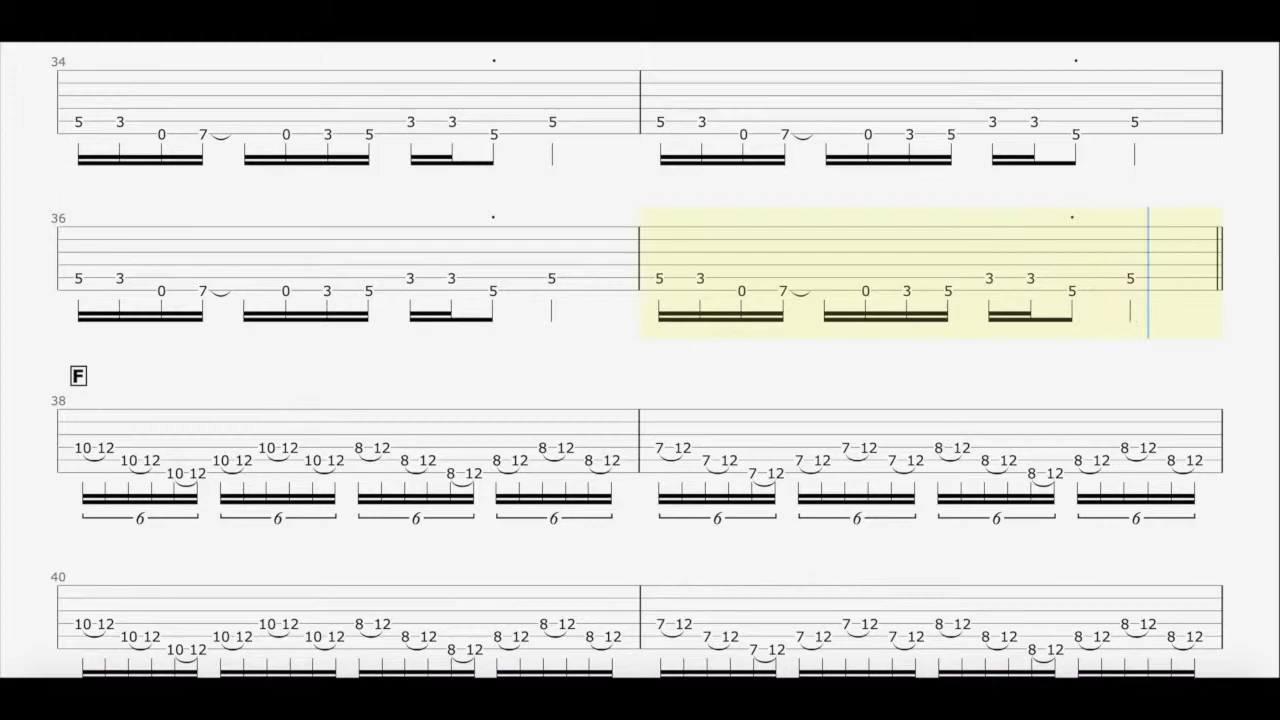 34
5 3 3 3 5 5 3 3 3 5
0 7 0 3 5 5 0 7 0 3 5 5
36
5 3 3 3 5 5 3 3 3 5
0 7 0 3 5 5 0 7 0 3 5 5
F
38
10 12 10 12 8 12 8 12 7 12 7 12 8 12 8 12
10 12 10 12 10 12 8 12 8 12 8 12 7 12 7 12 7 12 8 12 8 12 8 12
10 12 8 12 7 12 8 12
6 6 6 6 6 6 6 6
40
10 12 10 12 8 12 8 12 7 12 7 12 8 12 8 12
10 12 10 12 10 12 8 12 8 12 8 12 7 12 7 12 7 12 8 12 8 12 8 12
10 12 8 12 7 12 8 12